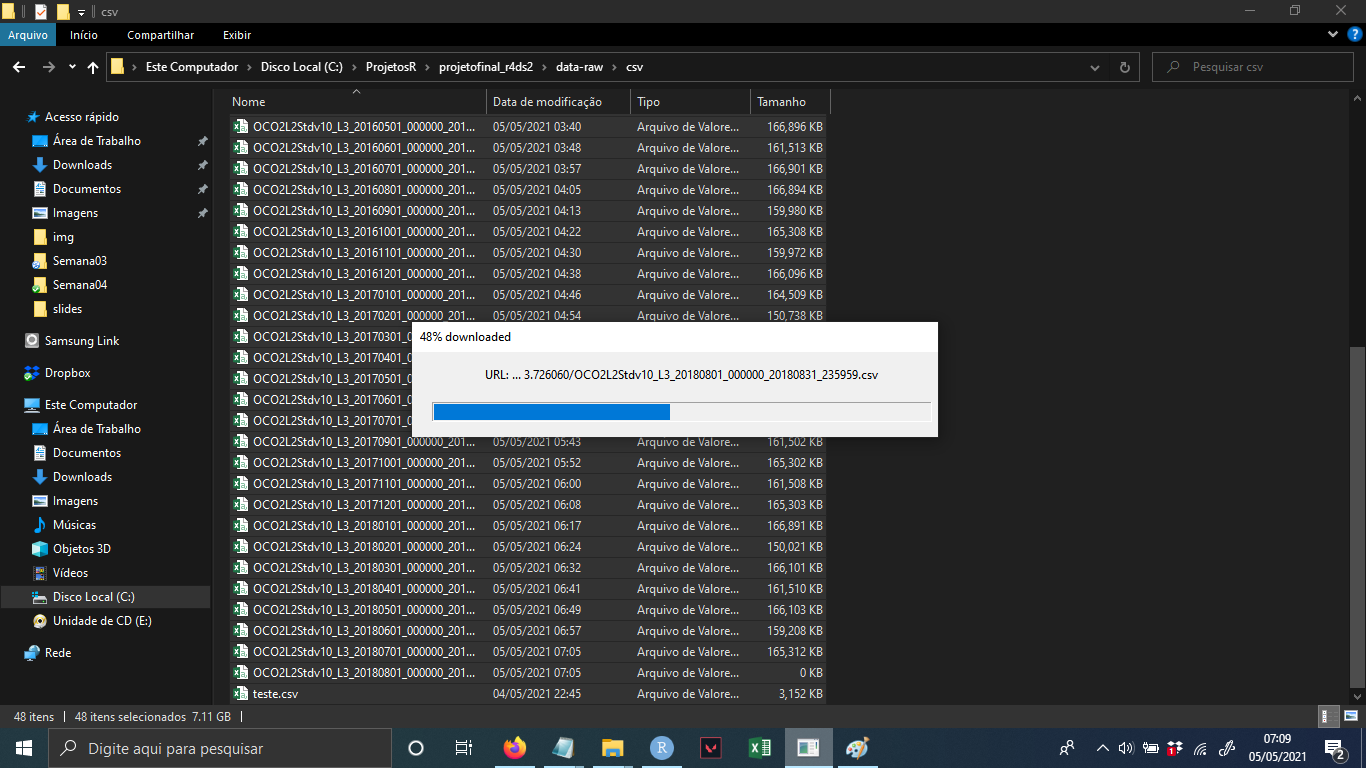 csv
Arquivo Início Compartilhar Exibir
Este Computador Disco Local (C:) ProjetosR projetofinal_r4ds2 data-raw csv
Pesquisar csv
Nome Data de modificação Tipo Tamanho
Acesso rápido
Área de Trabalho
Downloads
Documentos
Imagens
img
Semana03
Semana04
slides
Samsung Link
Dropbox
Este Computador
Área de Trabalho
Documentos
Downloads
Imagens
Músicas
Objetos 3D
Vídeos
Disco Local (C:)
Unidade de CD (E:)
Rede
OCO2L2Stdv10_L3_20160501_000000_201... 05/05/2021 03:40 Arquivo de Valore... 166,896 KB
OCO2L2Stdv10_L3_20160601_000000_201... 05/05/2021 03:48 Arquivo de Valore... 161,513 KB
OCO2L2Stdv10_L3_20160701_000000_201... 05/05/2021 03:57 Arquivo de Valore... 166,901 KB
OCO2L2Stdv10_L3_20160801_000000_201... 05/05/2021 04:05 Arquivo de Valore... 166,894 KB
OCO2L2Stdv10_L3_20160901_000000_201... 05/05/2021 04:13 Arquivo de Valore... 159,980 KB
OCO2L2Stdv10_L3_20161001_000000_201... 05/05/2021 04:22 Arquivo de Valore... 165,308 KB
OCO2L2Stdv10_L3_20161101_000000_201... 05/05/2021 04:30 Arquivo de Valore... 159,972 KB
OCO2L2Stdv10_L3_20161201_000000_201... 05/05/2021 04:38 Arquivo de Valore... 166,096 KB
OCO2L2Stdv10_L3_20170101_000000_201... 05/05/2021 04:46 Arquivo de Valore... 164,509 KB
OCO2L2Stdv10_L3_20170201_000000_201... 05/05/2021 04:54 Arquivo de Valore... 150,738 KB
OCO2L2Stdv10_L3_20170301_0
OCO2L2Stdv10_L3_20170401_0
OCO2L2Stdv10_L3_20170501_0
OCO2L2Stdv10_L3_20170601_0
OCO2L2Stdv10_L3_20170701_0
48% downloaded
URL: ... 3.726060/OCO2L2Stdv10_L3_20180801_000000_20180831_235959.csv
OCO2L2Stdv10_L3_20170901_000000_201... 05/05/2021 05:43 Arquivo de Valore... 161,502 KB
OCO2L2Stdv10_L3_20171001_000000_201... 05/05/2021 05:52 Arquivo de Valore... 165,302 KB
OCO2L2Stdv10_L3_20171101_000000_201... 05/05/2021 06:00 Arquivo de Valore... 161,508 KB
OCO2L2Stdv10_L3_20171201_000000_201... 05/05/2021 06:08 Arquivo de Valore... 165,303 KB
OCO2L2Stdv10_L3_20180101_000000_201... 05/05/2021 06:17 Arquivo de Valore... 166,891 KB
OCO2L2Stdv10_L3_20180201_000000_201... 05/05/2021 06:24 Arquivo de Valore... 150,021 KB
OCO2L2Stdv10_L3_20180301_000000_201... 05/05/2021 06:32 Arquivo de Valore... 166,101 KB
OCO2L2Stdv10_L3_20180401_000000_201... 05/05/2021 06:41 Arquivo de Valore... 161,510 KB
OCO2L2Stdv10_L3_20180501_000000_201... 05/05/2021 06:49 Arquivo de Valore... 166,103 KB
OCO2L2Stdv10_L3_20180601_000000_201... 05/05/2021 06:57 Arquivo de Valore... 159,208 KB
OCO2L2Stdv10_L3_20180701_000000_201... 05/05/2021 07:05 Arquivo de Valore... 165,312 KB
OCO2L2Stdv10_L3_20180801_000000_201... 05/05/2021 07:05 Arquivo de Valore... 0 KB
teste.csv 04/05/2021 22:45 Arquivo de Valore... 3,152 KB
48 itens 48 itens selecionados 7.11 GB
Digite aqui para pesquisar
R
1
07:09
05/05/2021
2